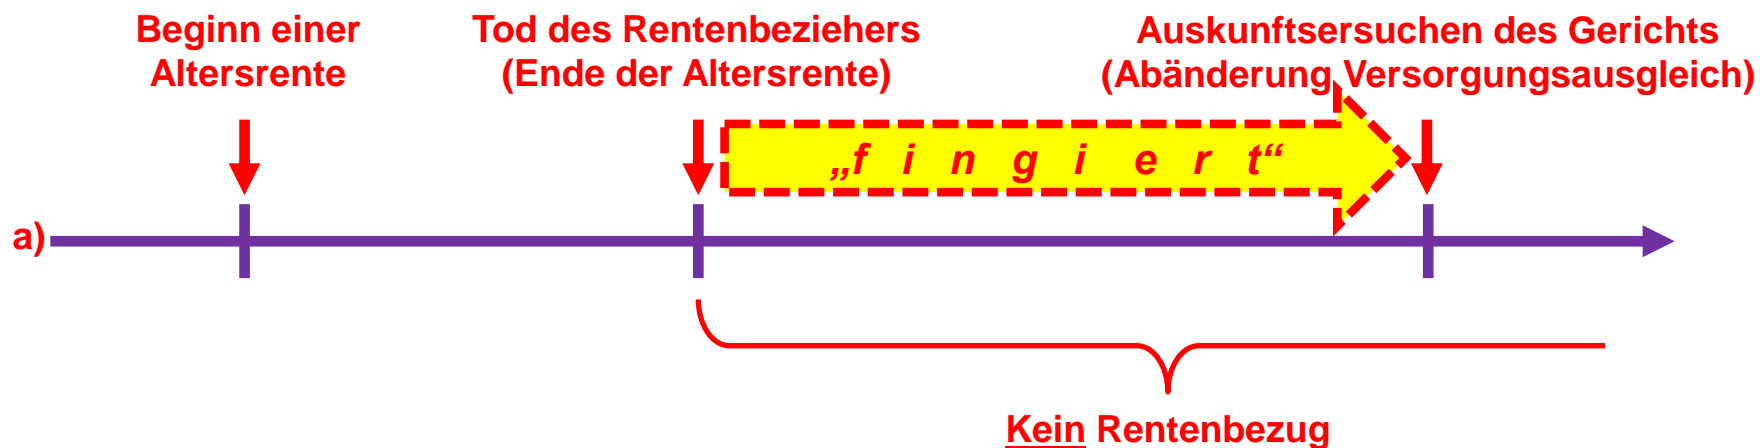 Beginn einer
Altersrente
Tod des Rentenbeziehers
(Ende der Altersrente)
Auskunftsersuchen des Gerichts
(Abänderung Versorgungsausgleich)
„f i n g i e r t“
a)
Kein Rentenbezug